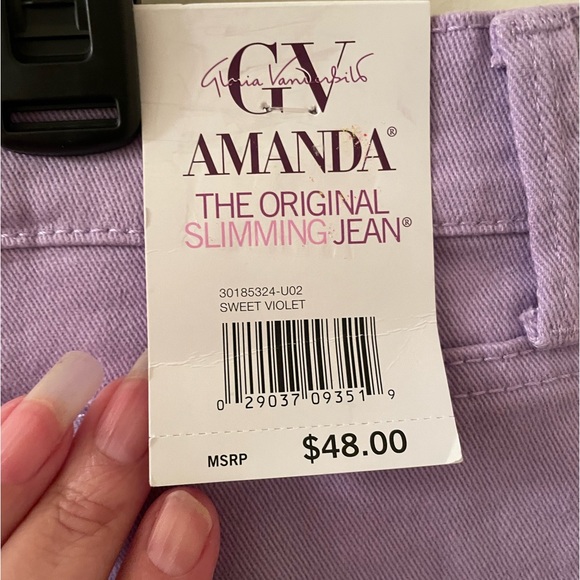 GV
Gloria Vanderbilt
AMANDA®
THE ORIGINAL
SLIMMING JEAN®
30185324-U02
SWEET VIOLET
0 29037 09351 9
MSRP $48.00